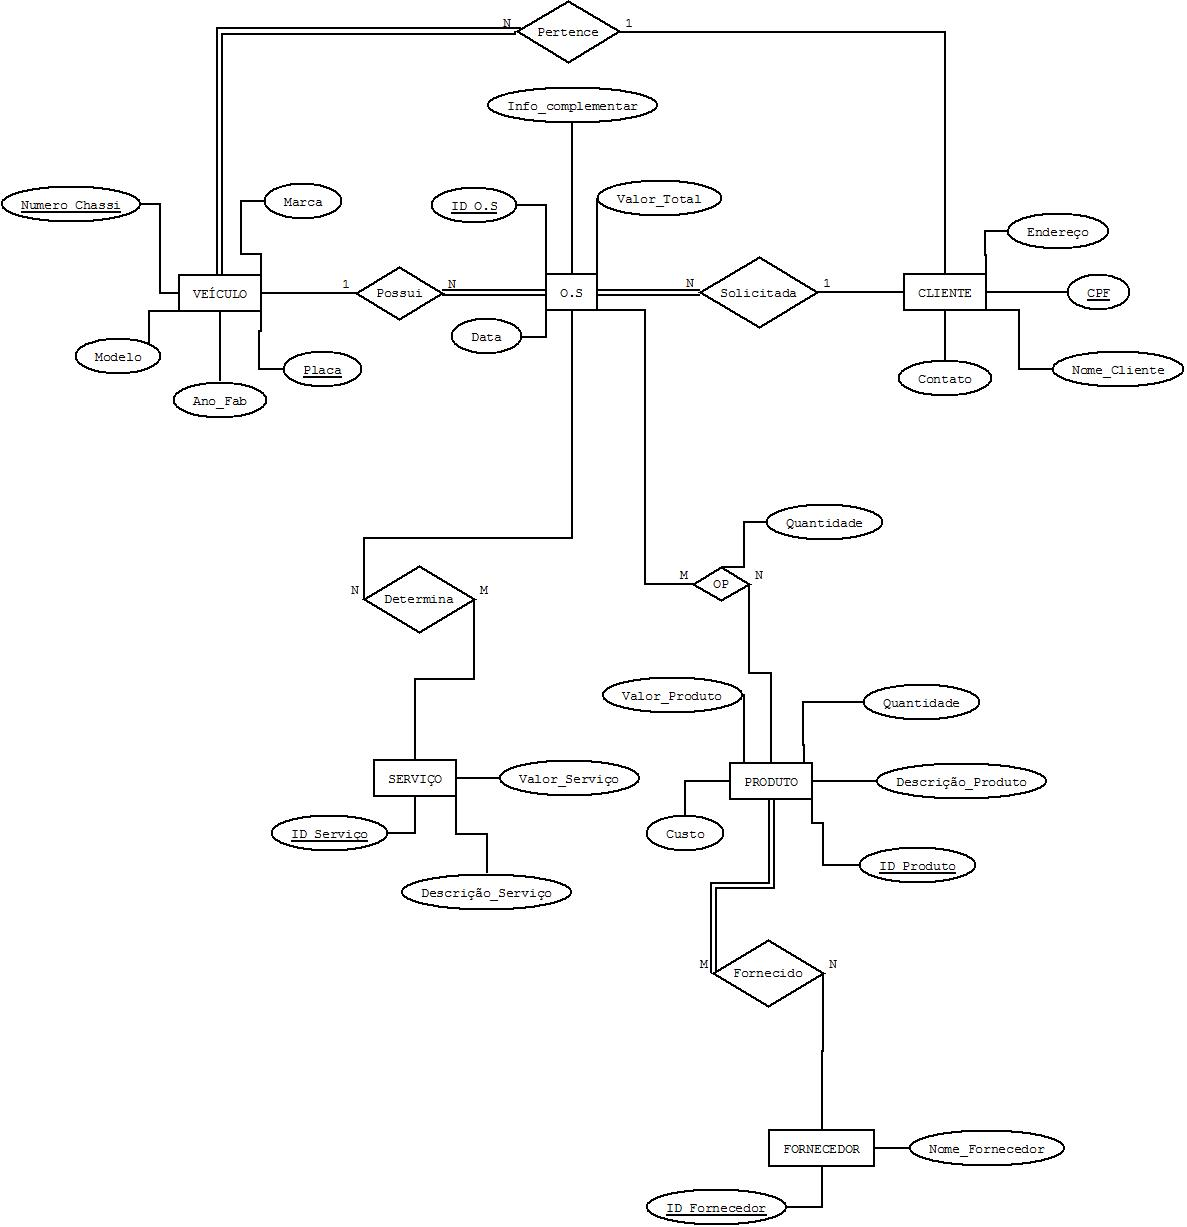 N
Pertence
1
Info_complementar
Numero Chassi
Marca
ID O.S
Valor_Total
Endereço
VEÍCULO
1
Possui
N
O.S
N
Solicitada
1
CLIENTE
CPF
Modelo
Data
Placa
Ano_Fab
Contato
Nome_Cliente
Quantidade
N
Determina
M
M
OP
N
Valor_Produto
Quantidade
SERVIÇO
Valor_Serviço
PRODUTO
Descrição_Produto
ID Serviço
Custo
ID Produto
Descrição_Serviço
M
Fornecido
N
FORNECEDOR
Nome_Fornecedor
ID Fornecedor